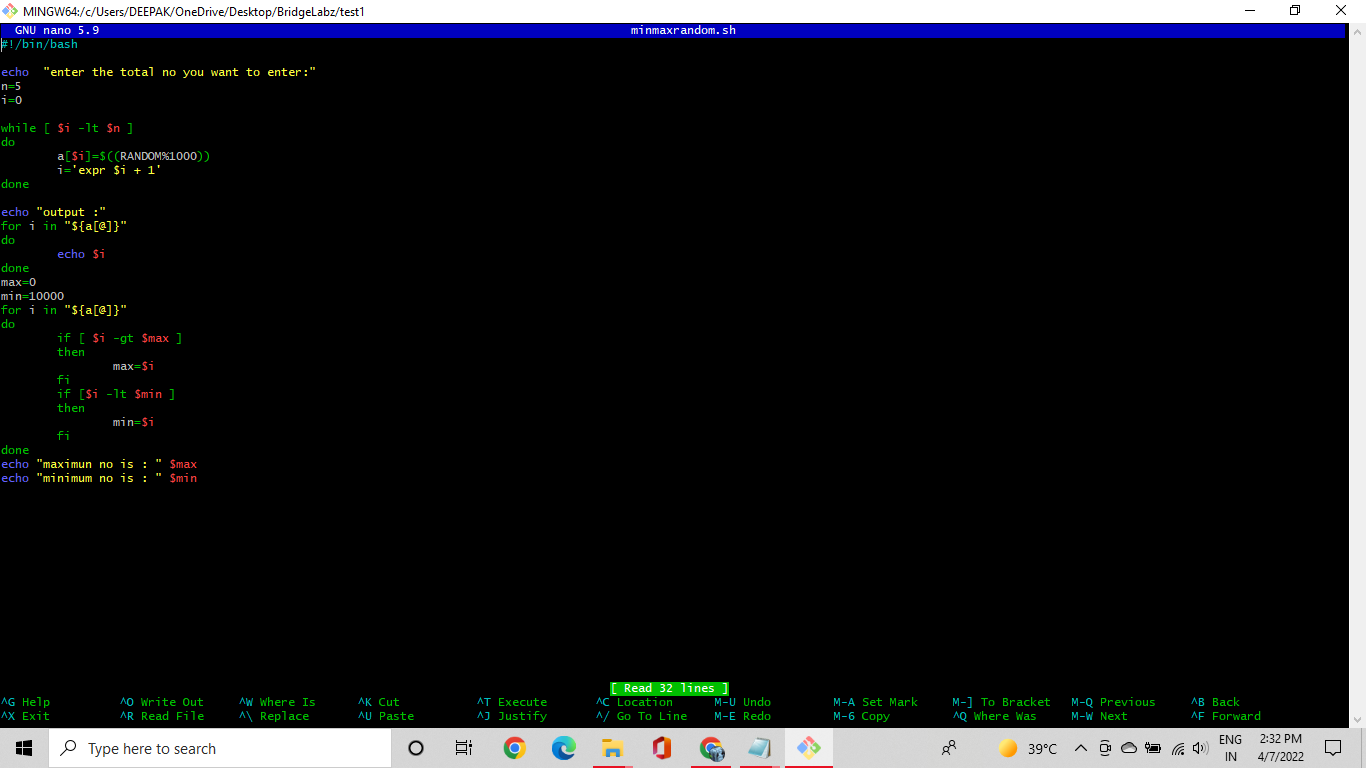 MINGW64:/c/Users/DEEPAK/OneDrive/Desktop/BridgeLabz/test1
GNU nano 5.9 minmaxrandom.sh
#!/bin/bash

echo  "enter the total no you want to enter:"
n=5
i=0

while [ $i -lt $n ]
do
        a[$i]=$((RANDOM%1000))
        i='expr $i + 1'
done

echo "output :"
for i in "${a[@]}"
do
        echo $i
done
max=0
min=10000
for i in "${a[@]}"
do
        if [ $i -gt $max ]
        then
                max=$i
        fi
        if [$i -lt $min ]
        then
                min=$i
        fi
done
echo "maximun no is : " $max
echo "minimum no is : " $min
[ Read 32 lines ]
^G Help ^O Write Out ^W Where Is ^K Cut ^T Execute ^C Location M-U Undo M-A Set Mark M-] To Bracket M-Q Previous ^B Back
^X Exit ^R Read File ^\ Replace ^U Paste ^J Justify ^/ Go To Line M-E Redo M-6 Copy ^Q Where Was M-W Next ^F Forward
Type here to search 39°C ENG IN 2:32 PM 4/7/2022